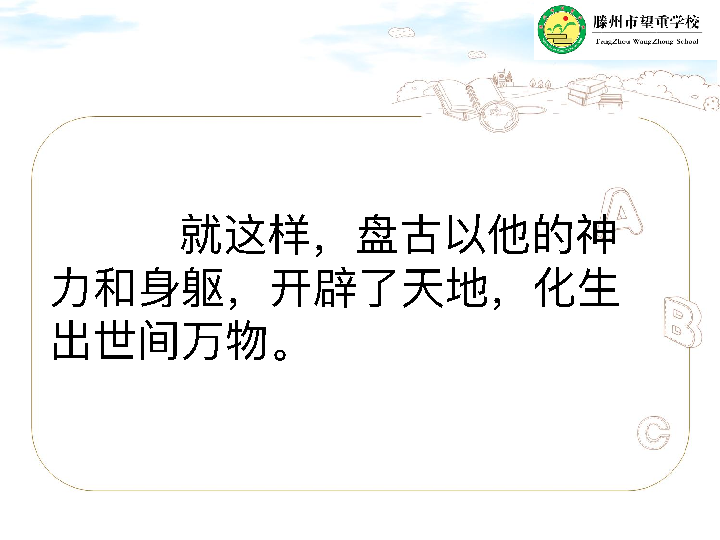 滕州市望重学校
TengZhou WangZhong School
就这样，盘古以他的神
力和身躯，开辟了天地，化生
出世间万物。
A
B
C